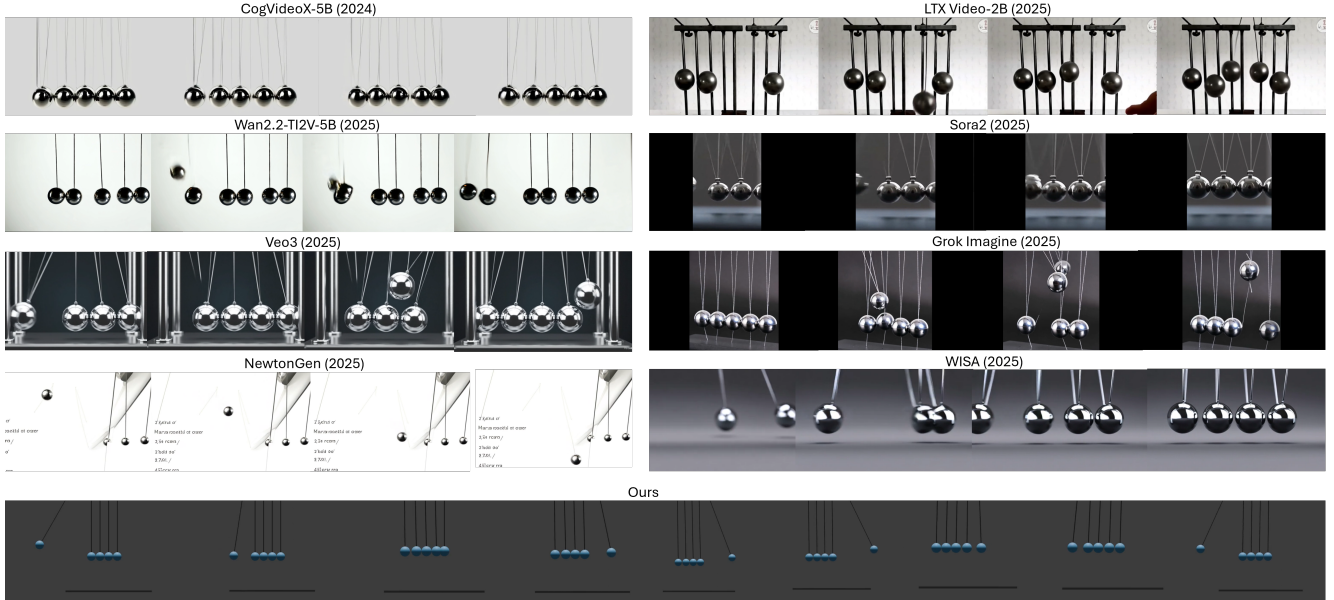 CogVideoX-5B (2024)
LTX Video-2B (2025)
Wan2.2-TI2V-5B (2025)
Sora2 (2025)
Veo3 (2025)
Grok Imagine (2025)
NewtonGen (2025)
WISA (2025)
Ours